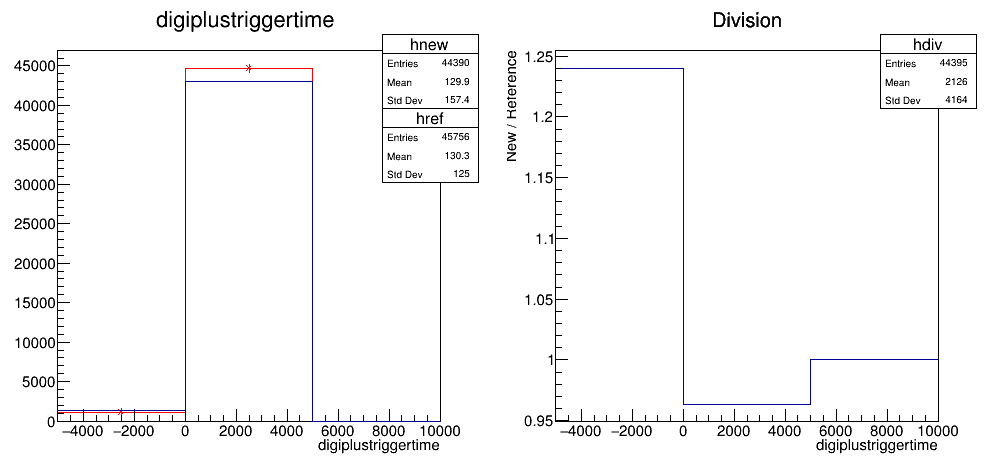 digiplustriggertime
hnew
Entries 44390
Mean 129.9
Std Dev 157.4
href
Entries 45756
Mean 130.3
Std Dev 125
45000
40000
35000
30000
25000
20000
15000
10000
5000
0
−4000 −2000 0 2000 4000 6000 8000 10000
digiplustriggertime
Division
hdiv
Entries 44395
Mean 2126
Std Dev 4164
New / Reference
1.25
1.2
1.15
1.1
1.05
1
0.95
−4000 −2000 0 2000 4000 6000 8000 10000
digiplustriggertime